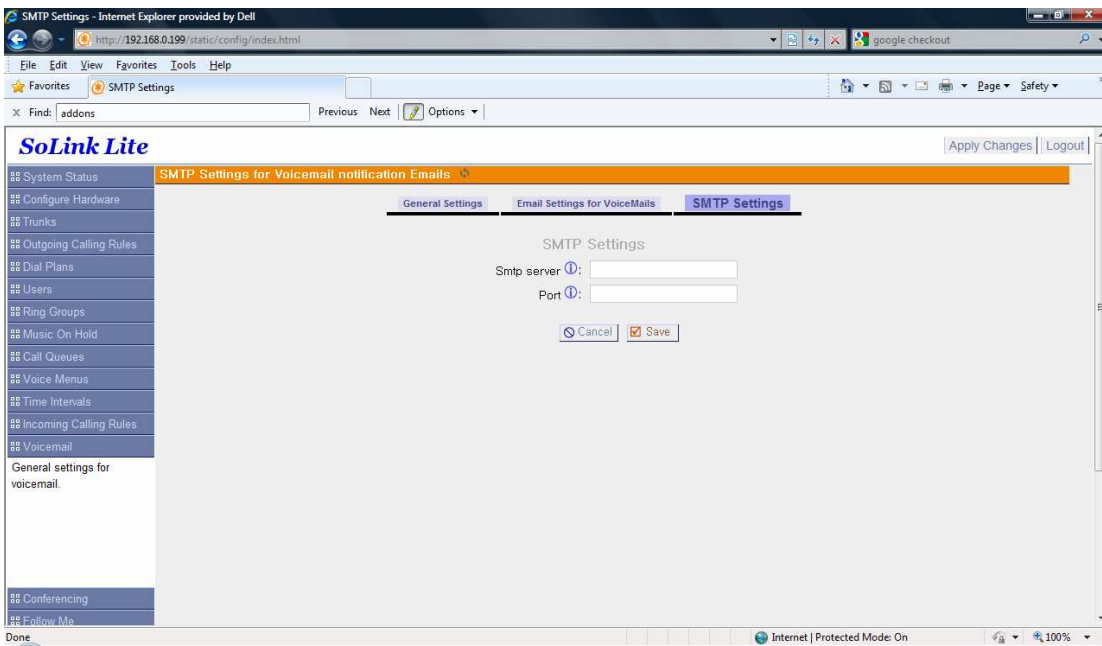 SMTP Settings - Internet Explorer provided by Dell
http://192.168.0.199/static/config/index.html
google checkout
File Edit View Favorites Tools Help
Favorites
SMTP Settings
Page
Safety
x Find: addons
Previous Next
Options
SoLink Lite
Apply Changes
Logout
System Status
SMTP Settings for Voicemail notification Emails
Configure Hardware
General Settings
Email Settings for VoiceMails
SMTP Settings
Trunks
Outgoing Calling Rules
SMTP Settings
Dial Plans
Smtp server :
Users
Port :
Ring Groups
Music On Hold
Cancel
Save
Call Queues
Voice Menus
Time Intervals
Incoming Calling Rules
Voicemail
General settings for
voicemail.
Conferencing
Follow Me
Done
Internet | Protected Mode: On
100%